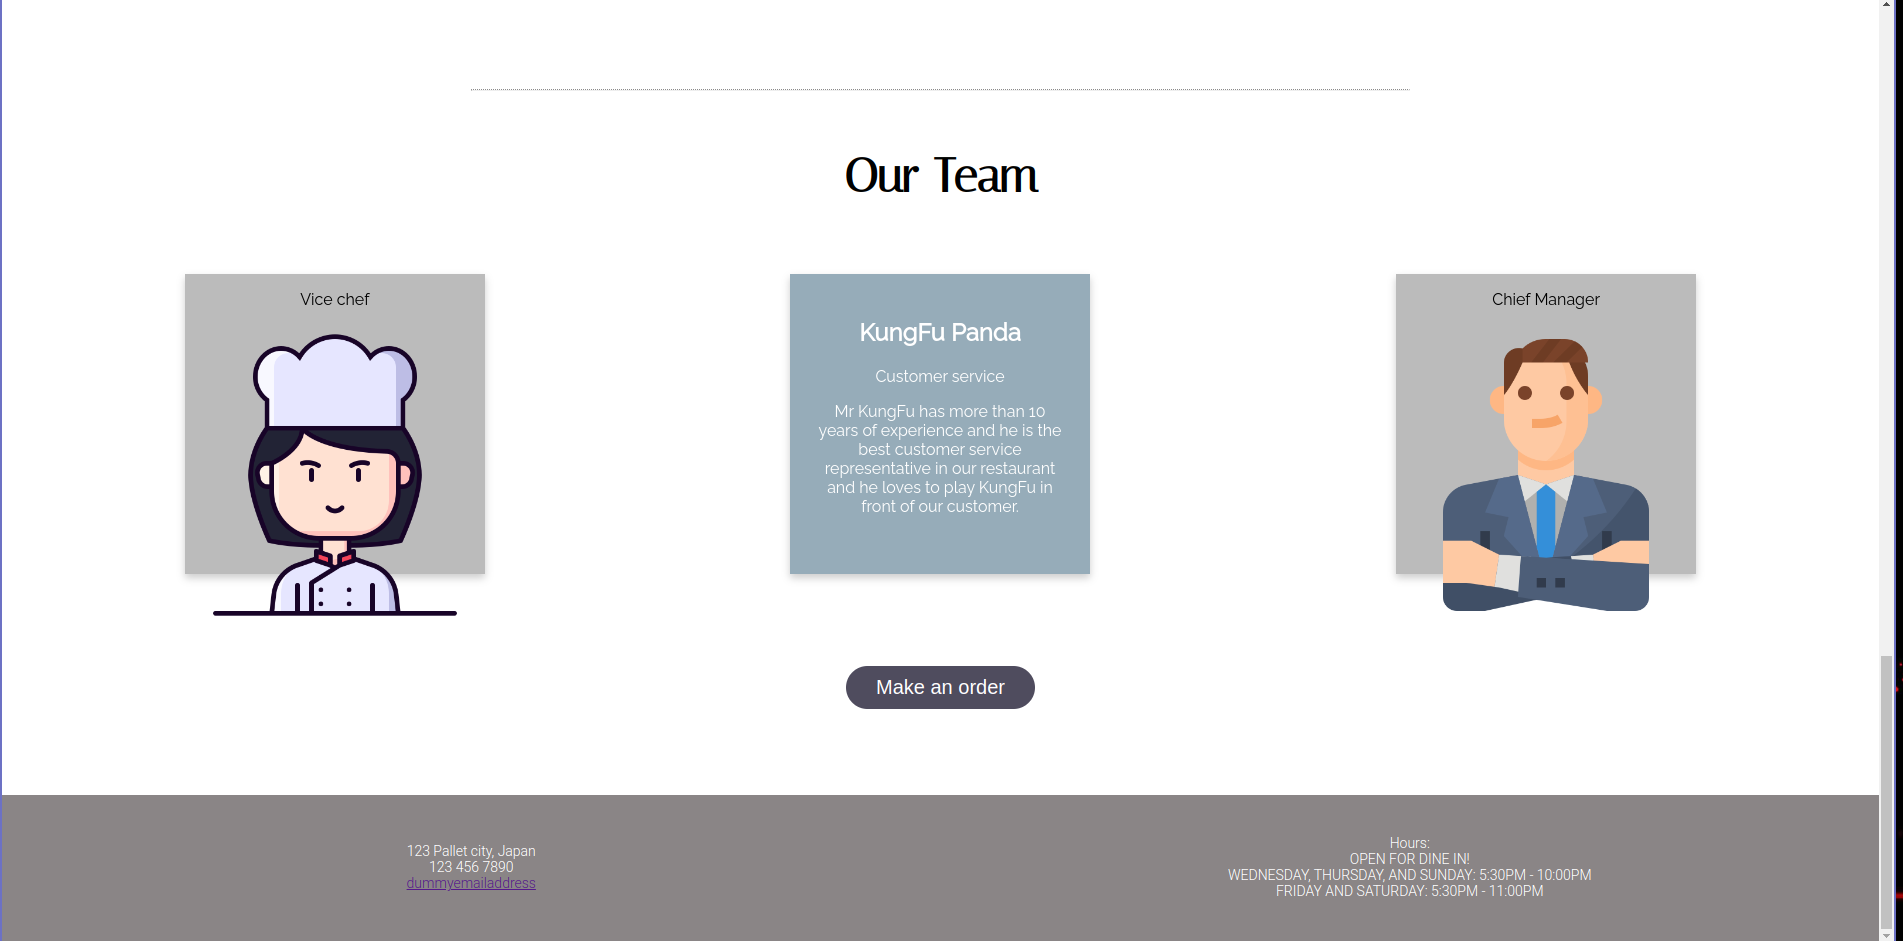 Our Team
Vice chef
KungFu Panda
Customer service
Mr KungFu has more than 10
years of experience and he is the
best customer service
representative in our restaurant
and he loves to play KungFu in
front of our customer.
Chief Manager
Make an order
123 Pallet city, Japan
123 456 7890
dummyemailaddress
Hours:
OPEN FOR DINE IN!
WEDNESDAY, THURSDAY, AND SUNDAY: 5:30PM - 10:00PM
FRIDAY AND SATURDAY: 5:30PM - 11:00PM